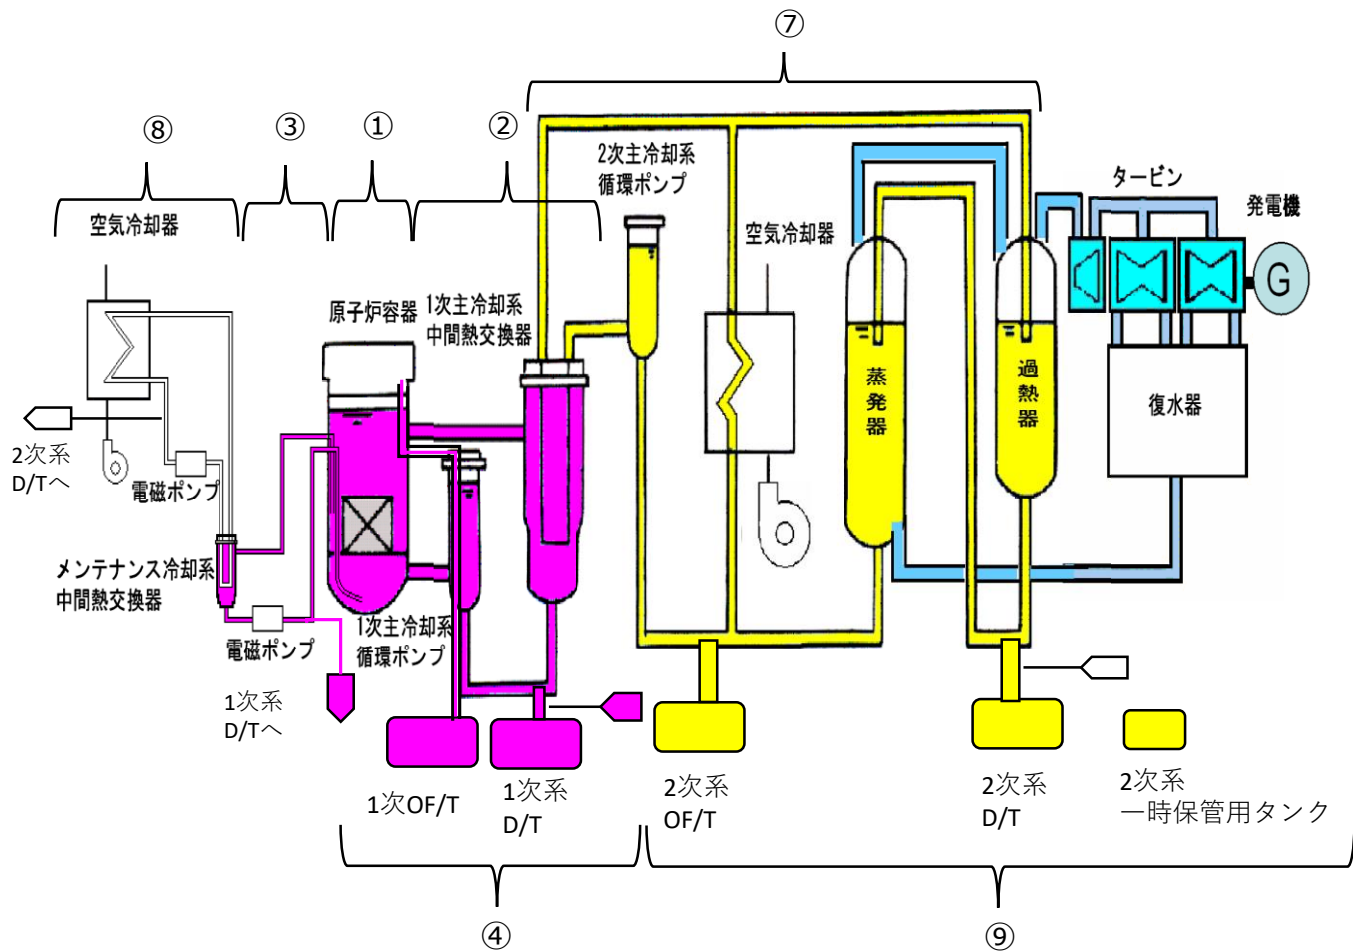 ⑦
⑧
③
①
②
空気冷却器
2次主冷却系
循環ポンプ
タービン
発電機
空気冷却器
原子炉容器
1次主冷却系
中間熱交換器
G
蒸発器
過熱器
復水器
2次系
D/Tへ
電磁ポンプ
メンテナンス冷却系
中間熱交換器
電磁ポンプ
1次主冷却系
循環ポンプ
1次系
D/Tへ
1次OF/T
1次系
D/T
2次系
OF/T
2次系
D/T
2次系
一時保管用タンク
④
⑨